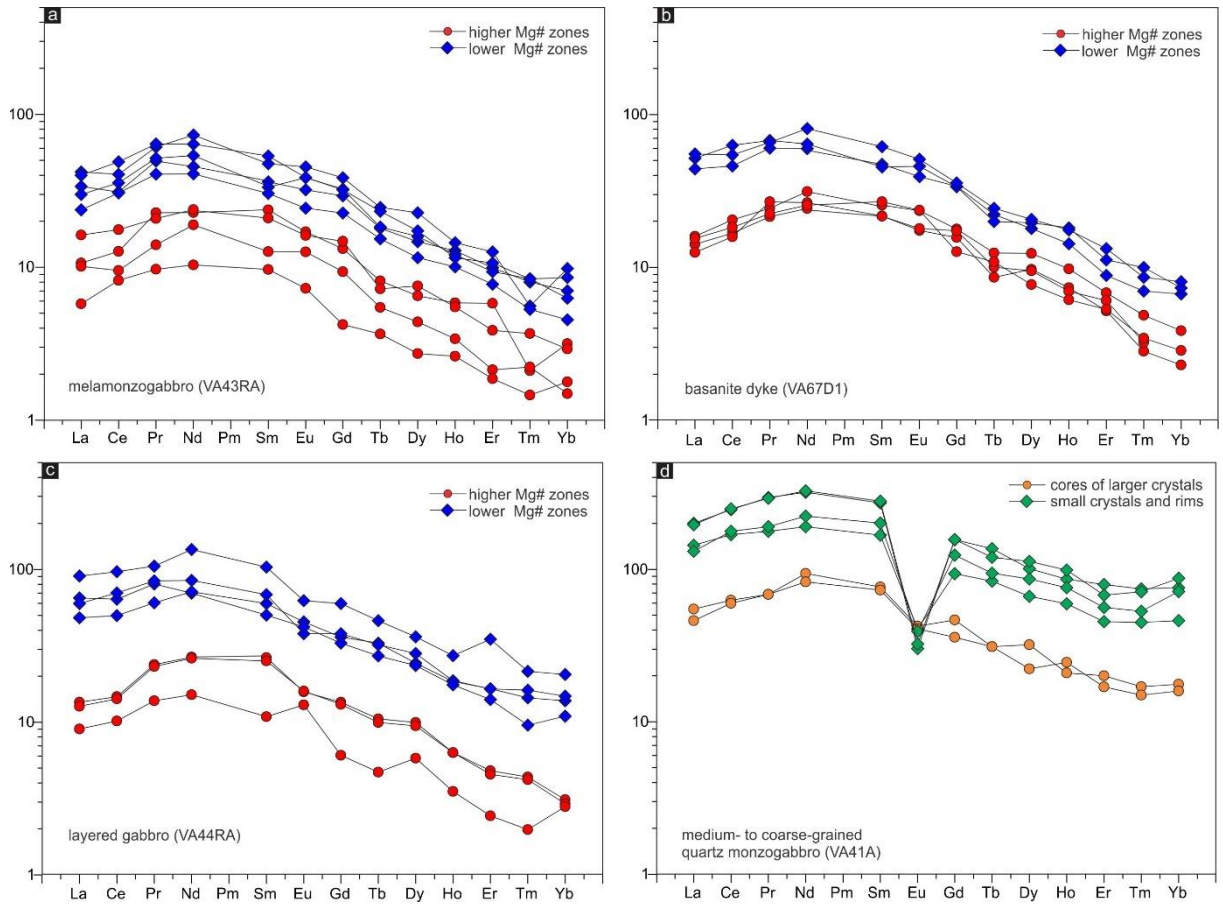 a
higher Mg# zones
lower Mg# zones
100
10
1
melamonzogabbro (VA43RA)
La Ce Pr Nd Pm Sm Eu Gd Tb Dy Ho Er Tm Yb
b
higher Mg# zones
lower Mg# zones
100
10
1
basanite dyke (VA67D1)
La Ce Pr Nd Pm Sm Eu Gd Tb Dy Ho Er Tm Yb
c
higher Mg# zones
lower Mg# zones
100
10
1
layered gabbro (VA44RA)
La Ce Pr Nd Pm Sm Eu Gd Tb Dy Ho Er Tm Yb
d
cores of larger crystals
small crystals and rims
100
10
1
medium- to coarse-grained
quartz monzogabbro (VA41A)
La Ce Pr Nd Pm Sm Eu Gd Tb Dy Ho Er Tm Yb